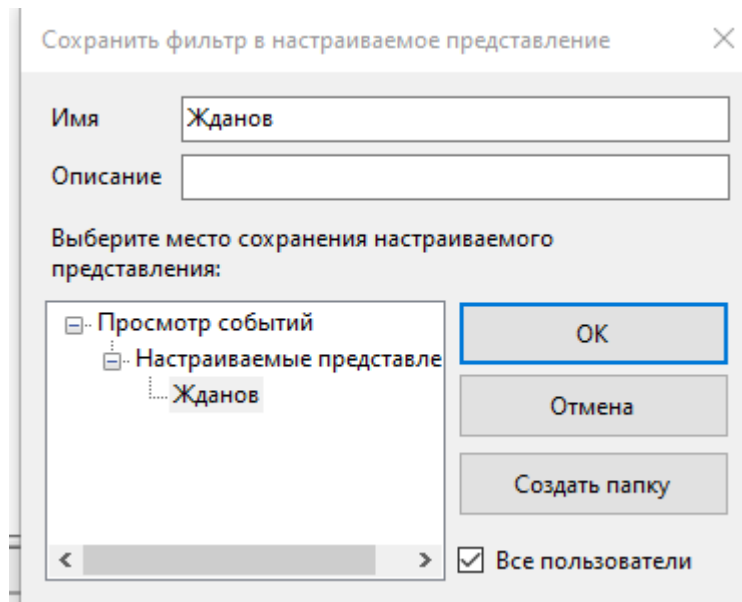 Сохранить фильтр в настраиваемое представление
Имя
Жданов
Описание
Выберите место сохранения настраиваемого
представления:
Просмотр событий
Настраиваемые представле
Жданов
ОК
Отмена
Создать папку
Все пользователи